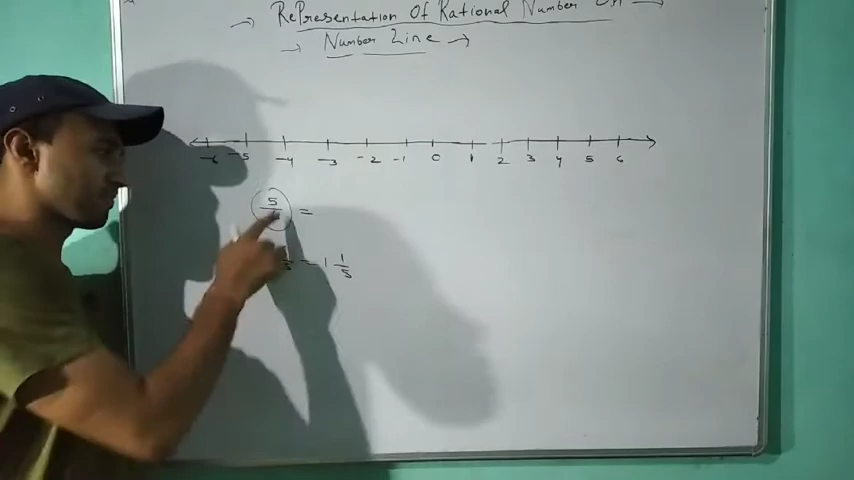 → Representation Of Rational Number On →
→ Number Line →
-6 -5 -4 -3 -2 -1 0 1 2 3 4 5 6
5/ =
= 1 1/5